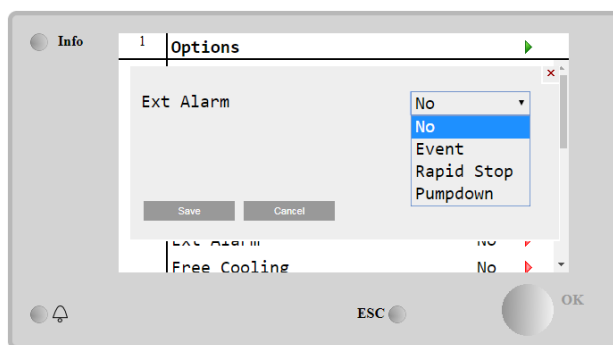 Info
1 Options
×
Ext Alarm No
No
Event
Rapid Stop
Pumpdown
Save Cancel
Ext Alarm No
Free Cooling No
ESC
OK